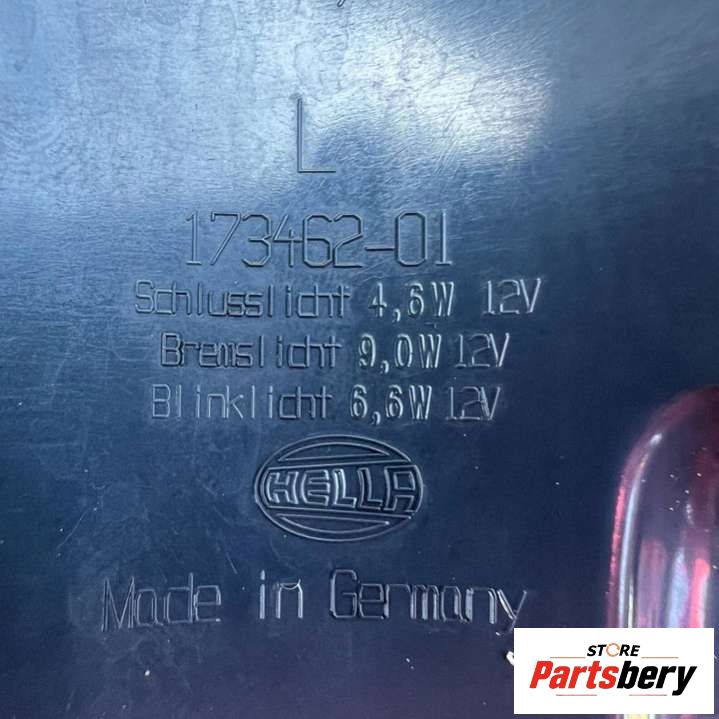 L
173462-01
Schlusslicht 4,6W 12V
Bremslicht 9,0W 12V
Blinklicht 6,6W 12V
HELLA
Made in Germany
STORE
Partsbery